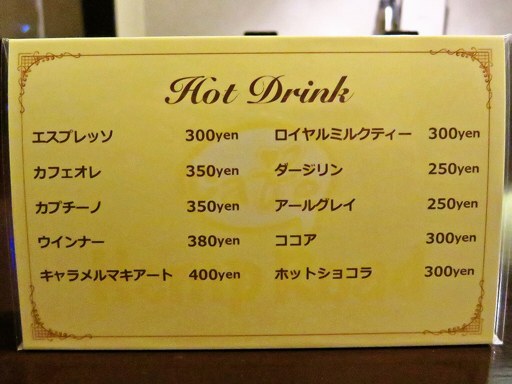 Hot Drink
エスプレッソ 300yen ロイヤルミルクティー 300yen
カフェオレ 350yen ダージリン 250yen
カプチーノ 350yen アールグレイ 250yen
ウインナー 380yen ココア 300yen
キャラメルマキアート 400yen ホットショコラ 300yen